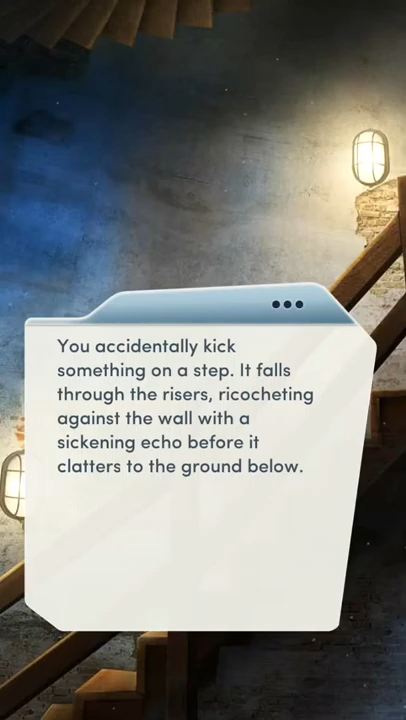 You accidentally kick
something on a step. It falls
through the risers, ricocheting
against the wall with a
sickening echo before it
clatters to the ground below.